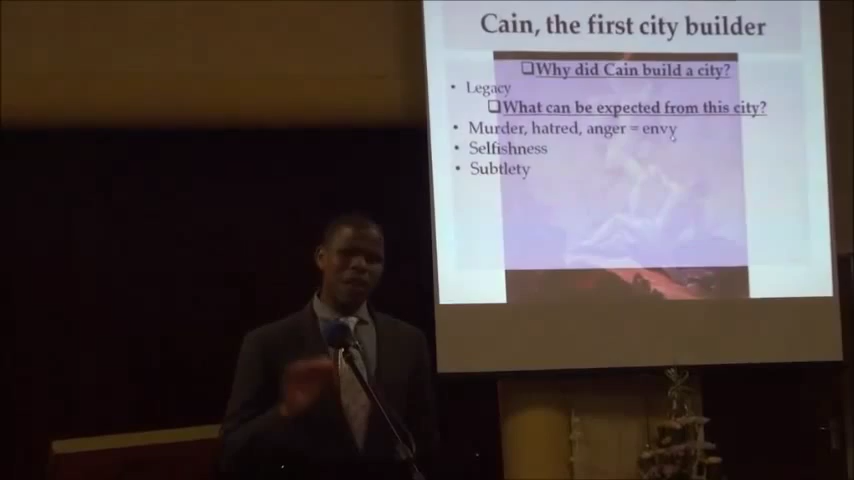 Cain, the first city builder
❑Why did Cain build a city?
• Legacy
❑What can be expected from this city?
• Murder, hatred, anger = envy
• Selfishness
• Subtlety